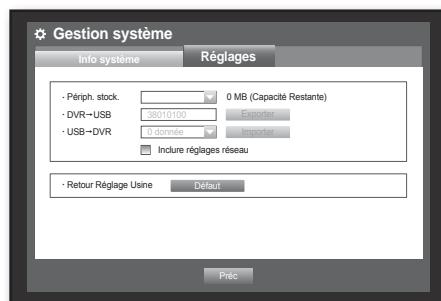 Gestion système
Info système
Réglages
· Périph. stock. 0 MB (Capacité Restante)
· DVR→USB 38010100 Exporter
· USB→DVR 0 donnée Importer
Inclure réglages réseau
· Retour Réglage Usine Défaut
Préc